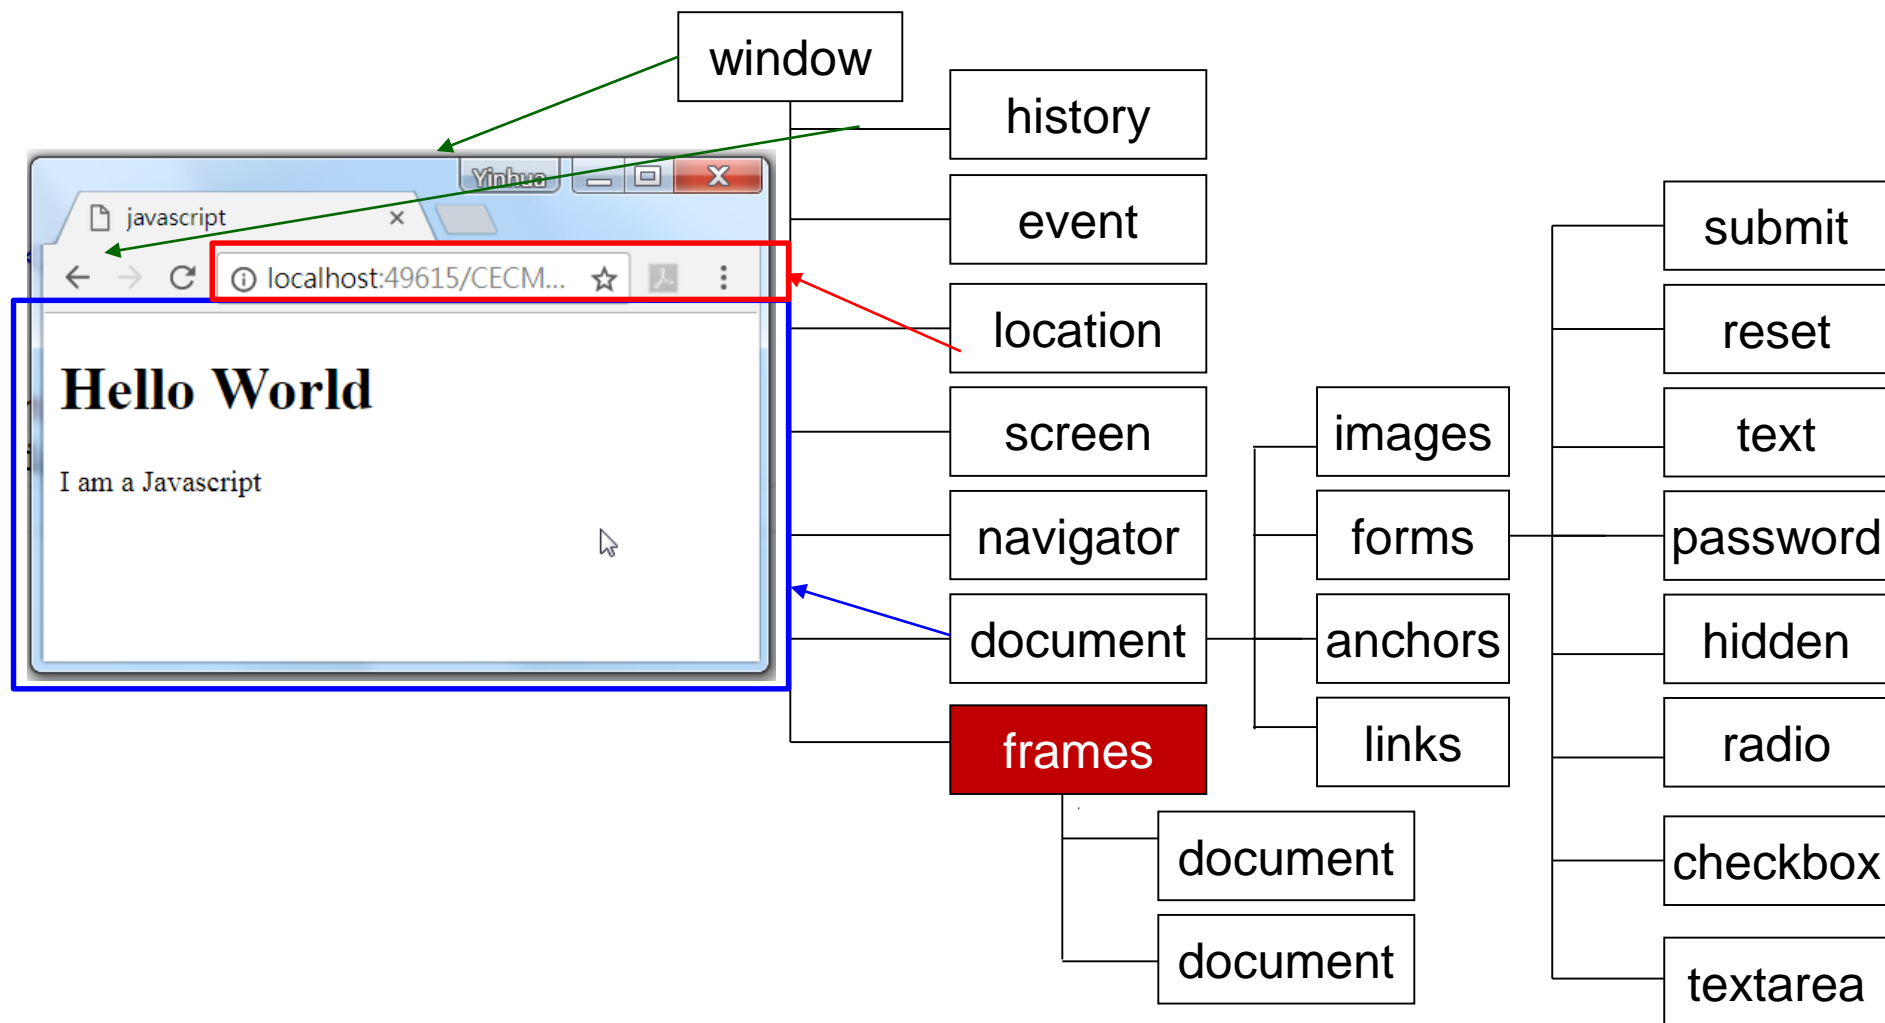 window
history
event
location
screen
navigator
document
frames
document
document
images
forms
anchors
links
submit
reset
text
password
hidden
radio
checkbox
textarea
Yinhua
javascript
localhost:49615/CECM...
Hello World
I am a Javascript